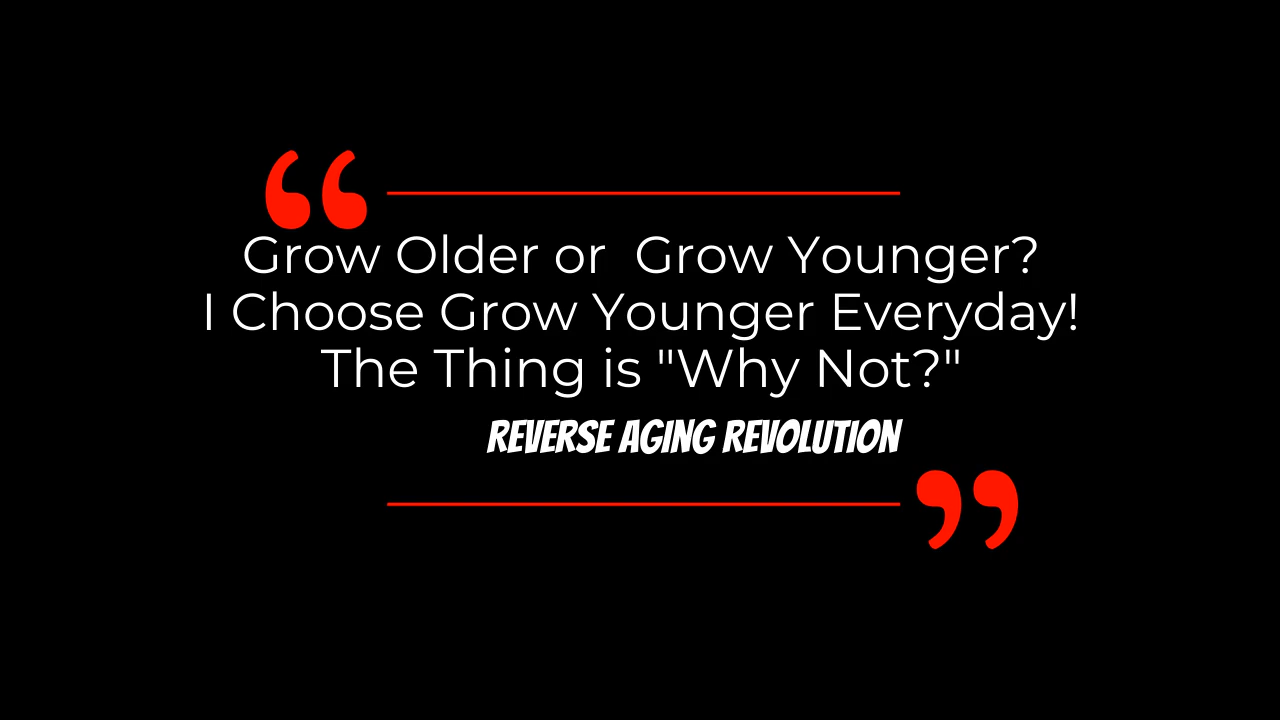 Grow Older or  Grow Younger?
I Choose Grow Younger Everyday!
The Thing is "Why Not?"
REVERSE AGING REVOLUTION